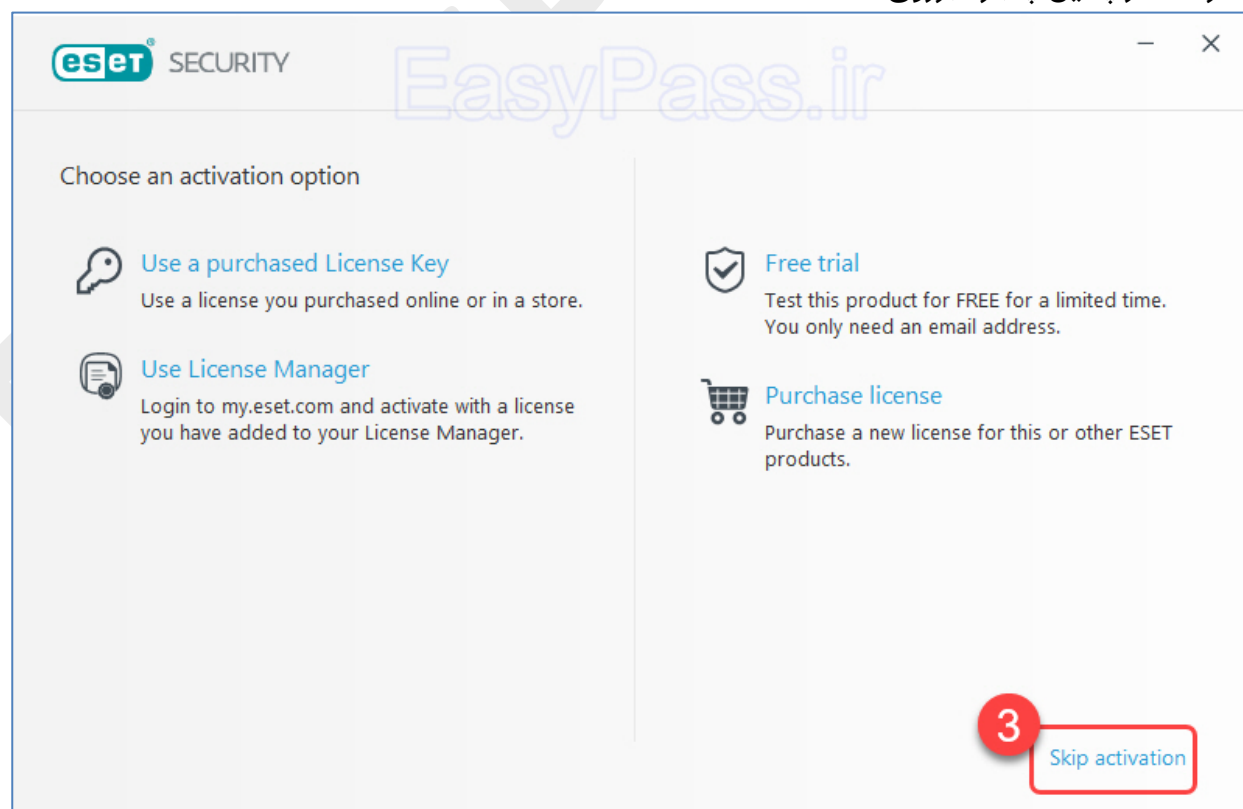 eseT® SECURITY
EasyPass.ir
Choose an activation option
Use a purchased License Key
Use a license you purchased online or in a store.
Use License Manager
Login to my.eset.com and activate with a license
you have added to your License Manager.
Free trial
Test this product for FREE for a limited time.
You only need an email address.
Purchase license
Purchase a new license for this or other ESET
products.
3
Skip activation